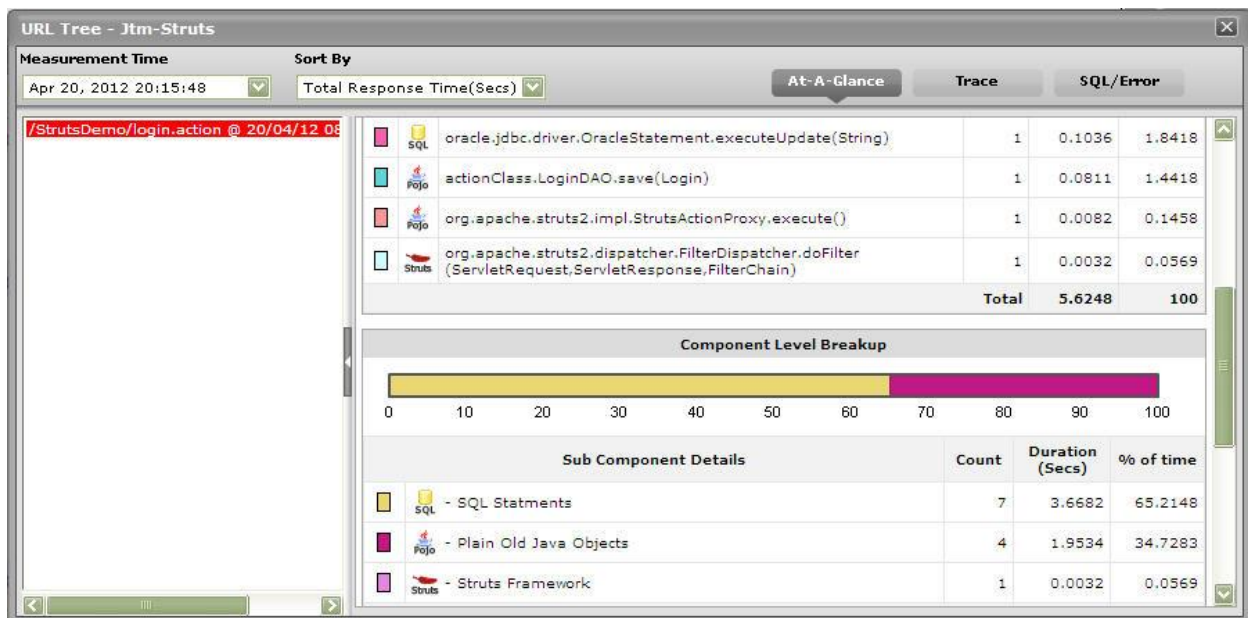 URL Tree - Jtm-Struts
Measurement Time
Sort By
Apr 20, 2012 20:15:48
Total Response Time(Secs)
At-A-Glance
Trace
SQL/Error
/StrutsDemo/login.action @ 20/04/12 08
SQL oracle.jdbc.driver.OracleStatement.executeUpdate(String) 1 0.1036 1.8418
Pojo actionClass.LoginDAO.save(Login) 1 0.0811 1.4418
Pojo org.apache.struts2.impl.StrutsActionProxy.execute() 1 0.0082 0.1458
Struts org.apache.struts2.dispatcher.FilterDispatcher.doFilter
(ServletRequest,ServletResponse,FilterChain) 1 0.0032 0.0569
Total 5.6248 100
Component Level Breakup
0 10 20 30 40 50 60 70 80 90 100
Sub Component Details Count Duration (Secs) % of time
SQL - SQL Statments 7 3.6682 65.2148
Pojo - Plain Old Java Objects 4 1.9534 34.7283
Struts - Struts Framework 1 0.0032 0.0569